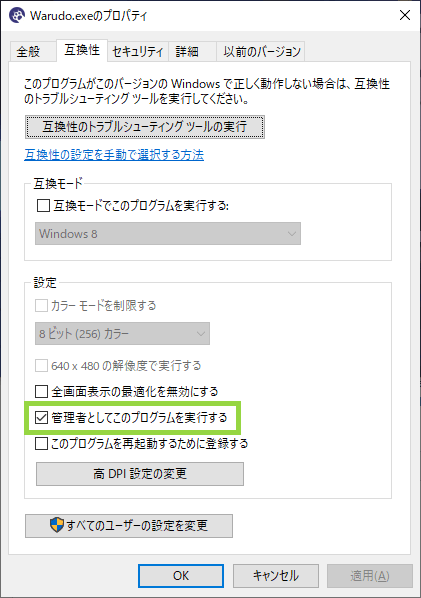 Warudo.exeのプロパティ
全般
互換性
セキュリティ
詳細
以前のバージョン
このプログラムがこのバージョンの Windows で正しく動作しない場合は、互換性
のトラブルシューティング ツールを実行してください。
互換性のトラブルシューティング ツールの実行
互換性の設定を手動で選択する方法
互換モード
互換モードでこのプログラムを実行する:
Windows 8
設定
カラー モードを制限する
8 ビット (256) カラー
640 x 480 の解像度で実行する
全画面表示の最適化を無効にする
管理者としてこのプログラムを実行する
このプログラムを再起動するために登録する
高 DPI 設定の変更
すべてのユーザーの設定を変更
OK
キャンセル
適用(A)